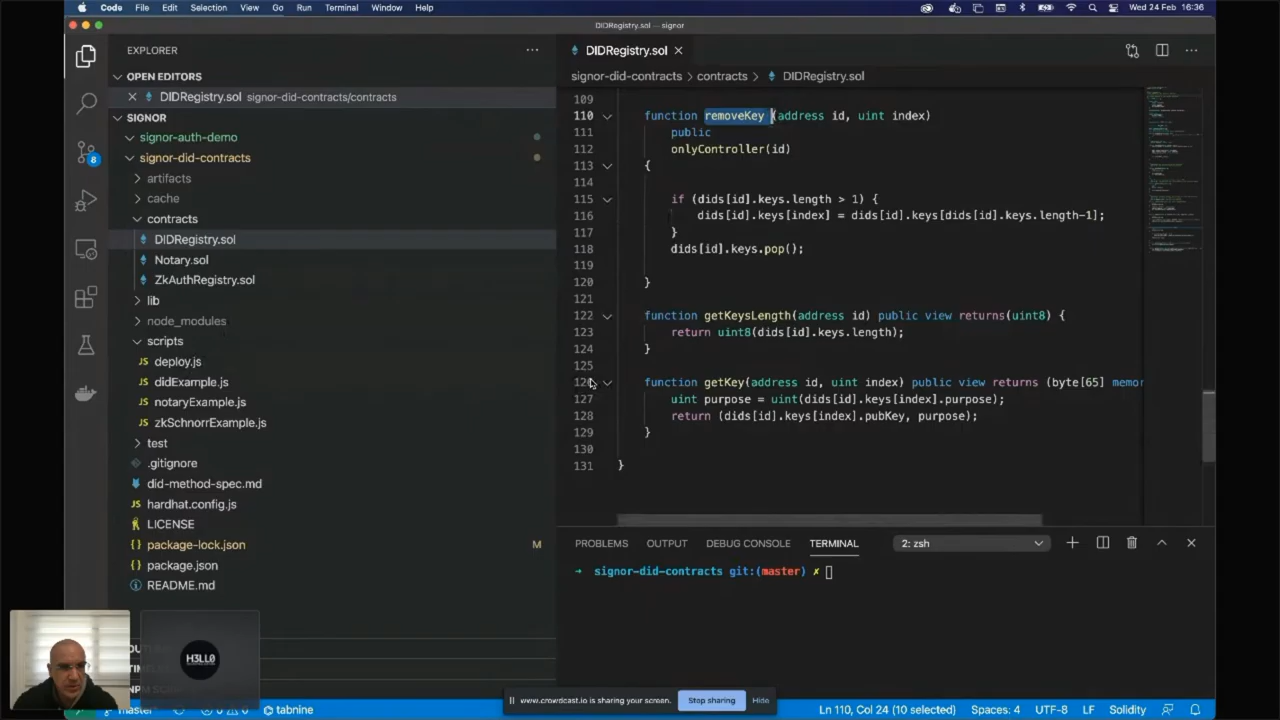 Code File Edit Selection View Go Run Terminal Window Help
Wed 24 Feb 16:36
DIDRegistry.sol — signor
EXPLORER
OPEN EDITORS
DIDRegistry.sol signor-did-contracts/contracts
SIGNOR
signor-auth-demo
signor-did-contracts
artifacts
cache
contracts
DIDRegistry.sol
Notary.sol
ZkAuthRegistry.sol
lib
node_modules
scripts
JS deploy.js
JS didExample.js
JS notaryExample.js
JS zkSchnorrExample.js
test
.gitignore
did-method-spec.md
JS hardhat.config.js
LICENSE
{} package-lock.json M
{} package.json
README.md
8
DIDRegistry.sol
signor-did-contracts > contracts > DIDRegistry.sol
109
110 function removeKey (address id, uint index)
111 public
112 onlyController(id)
113 {
114
115 if (dids[id].keys.length > 1) {
116 dids[id].keys[index] = dids[id].keys[dids[id].keys.length-1];
117 }
118 dids[id].keys.pop();
119
120 }
121
122 function getKeysLength(address id) public view returns(uint8) {
123 return uint8(dids[id].keys.length);
124 }
125
126 function getKey(address id, uint index) public view returns (byte[65] memor
127 uint purpose = uint(dids[id].keys[index].purpose);
128 return (dids[id].keys[index].pubKey, purpose);
129 }
130
131 }
PROBLEMS OUTPUT DEBUG CONSOLE TERMINAL 2: zsh
→ signor-did-contracts git:(master) ✗
H3LL0
www.crowdcast.io is sharing your screen. Stop sharing Hide
master tabnine
Ln 110, Col 24 (10 selected) Spaces: 4 UTF-8 LF Solidity